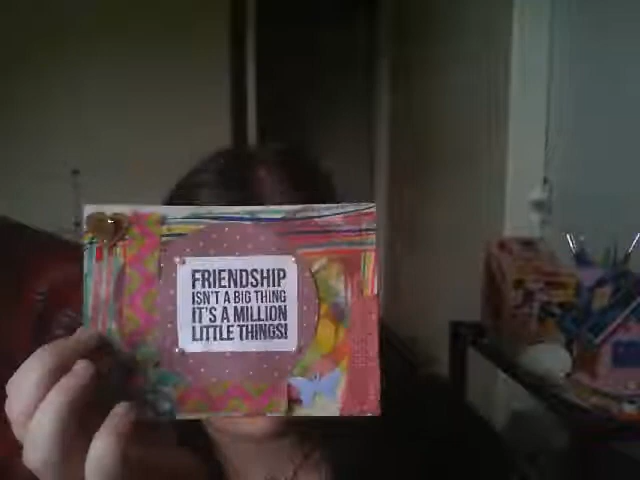 FRIENDSHIP
ISN'T A BIG THING
IT'S A MILLION
LITTLE THINGS!